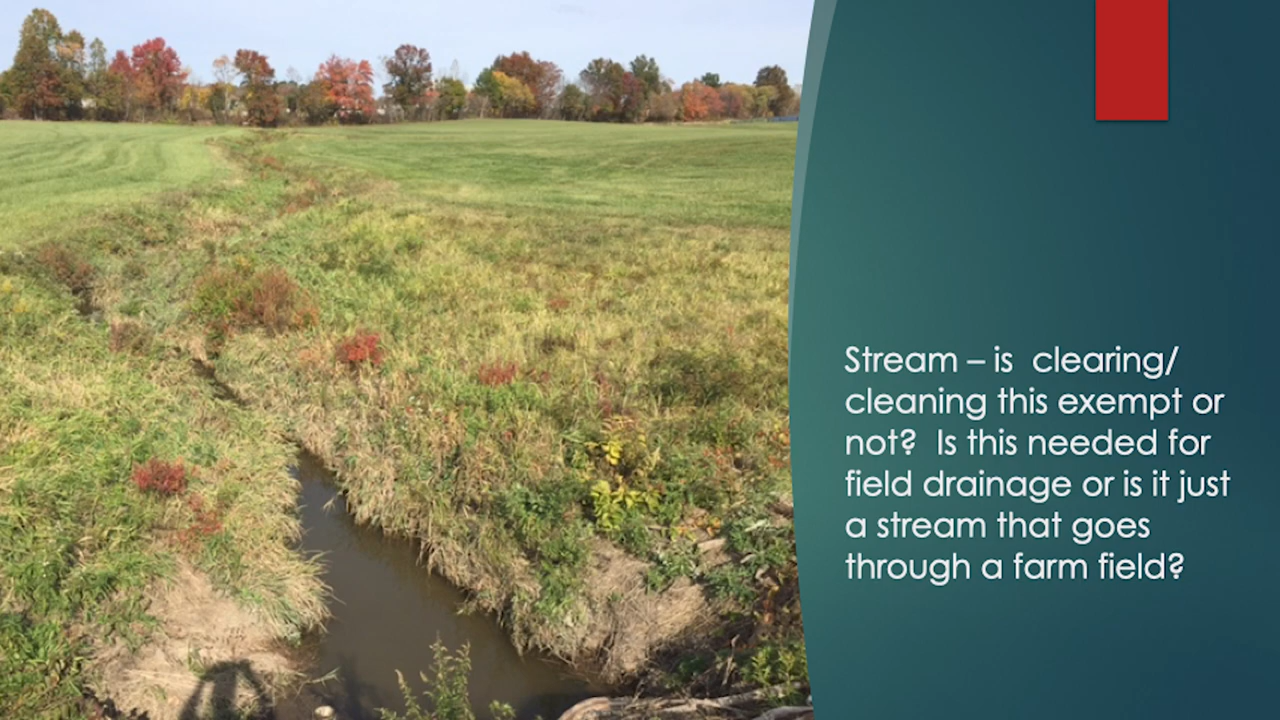 Stream – is  clearing/
cleaning this exempt or
not?  Is this needed for
field drainage or is it just
a stream that goes
through a farm field?